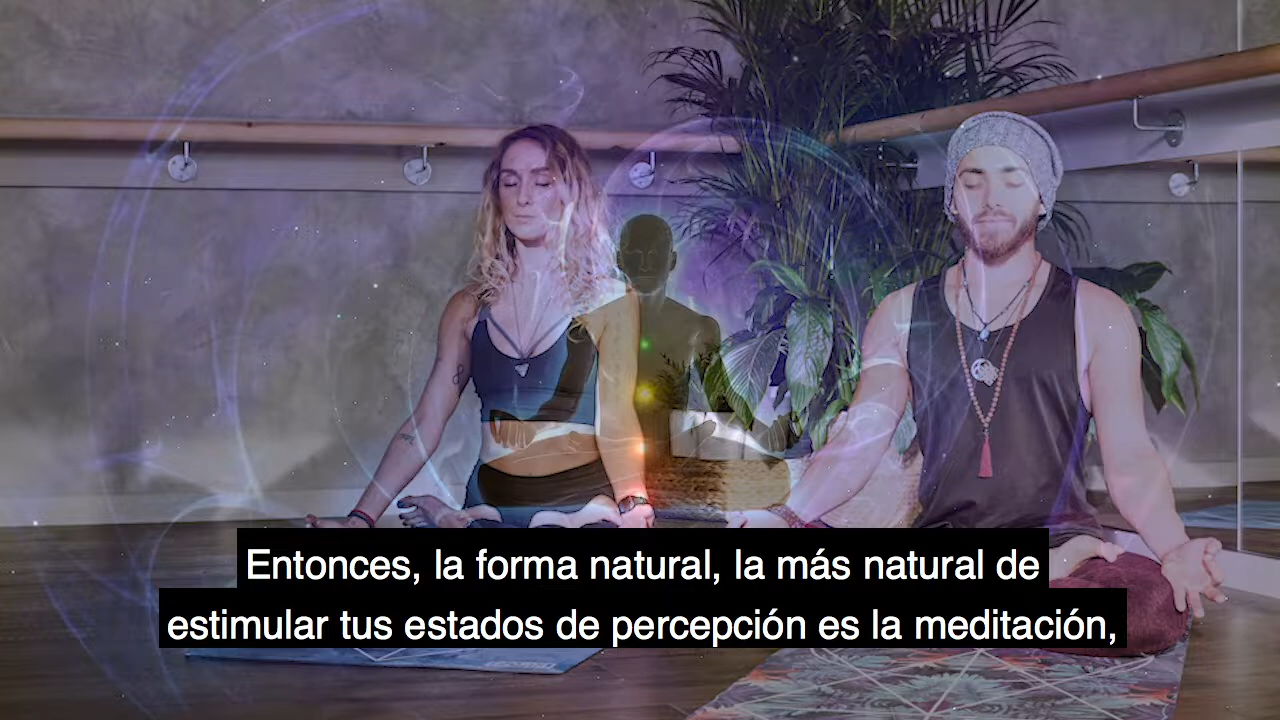 Entonces, la forma natural, la más natural de
estimular tus estados de percepción es la meditación,